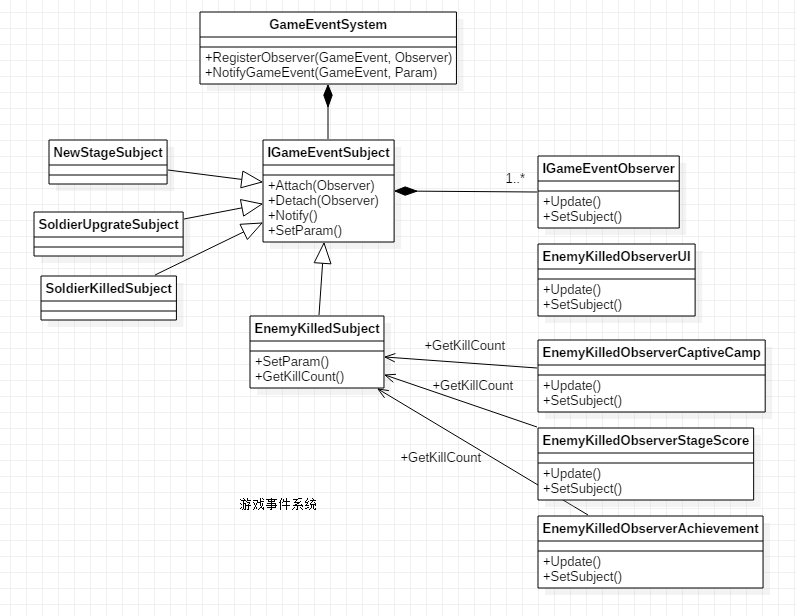 GameEventSystem
+RegisterObserver(GameEvent, Observer)
+NotifyGameEvent(GameEvent, Param)
NewStageSubject
SoldierUpgrateSubject
SoldierKilledSubject
IGameEventSubject
+Attach(Observer)
+Detach(Observer)
+Notify()
+SetParam()
1..*
IGameEventObserver
+Update()
+SetSubject()
EnemyKilledObserverUI
+Update()
+SetSubject()
EnemyKilledSubject
+SetParam()
+GetKillCount()
+GetKillCount
+GetKillCount
+GetKillCount
EnemyKilledObserverCaptiveCamp
+Update()
+SetSubject()
EnemyKilledObserverStageScore
+Update()
+SetSubject()
EnemyKilledObserverAchievement
+Update()
+SetSubject()
游戏事件系统